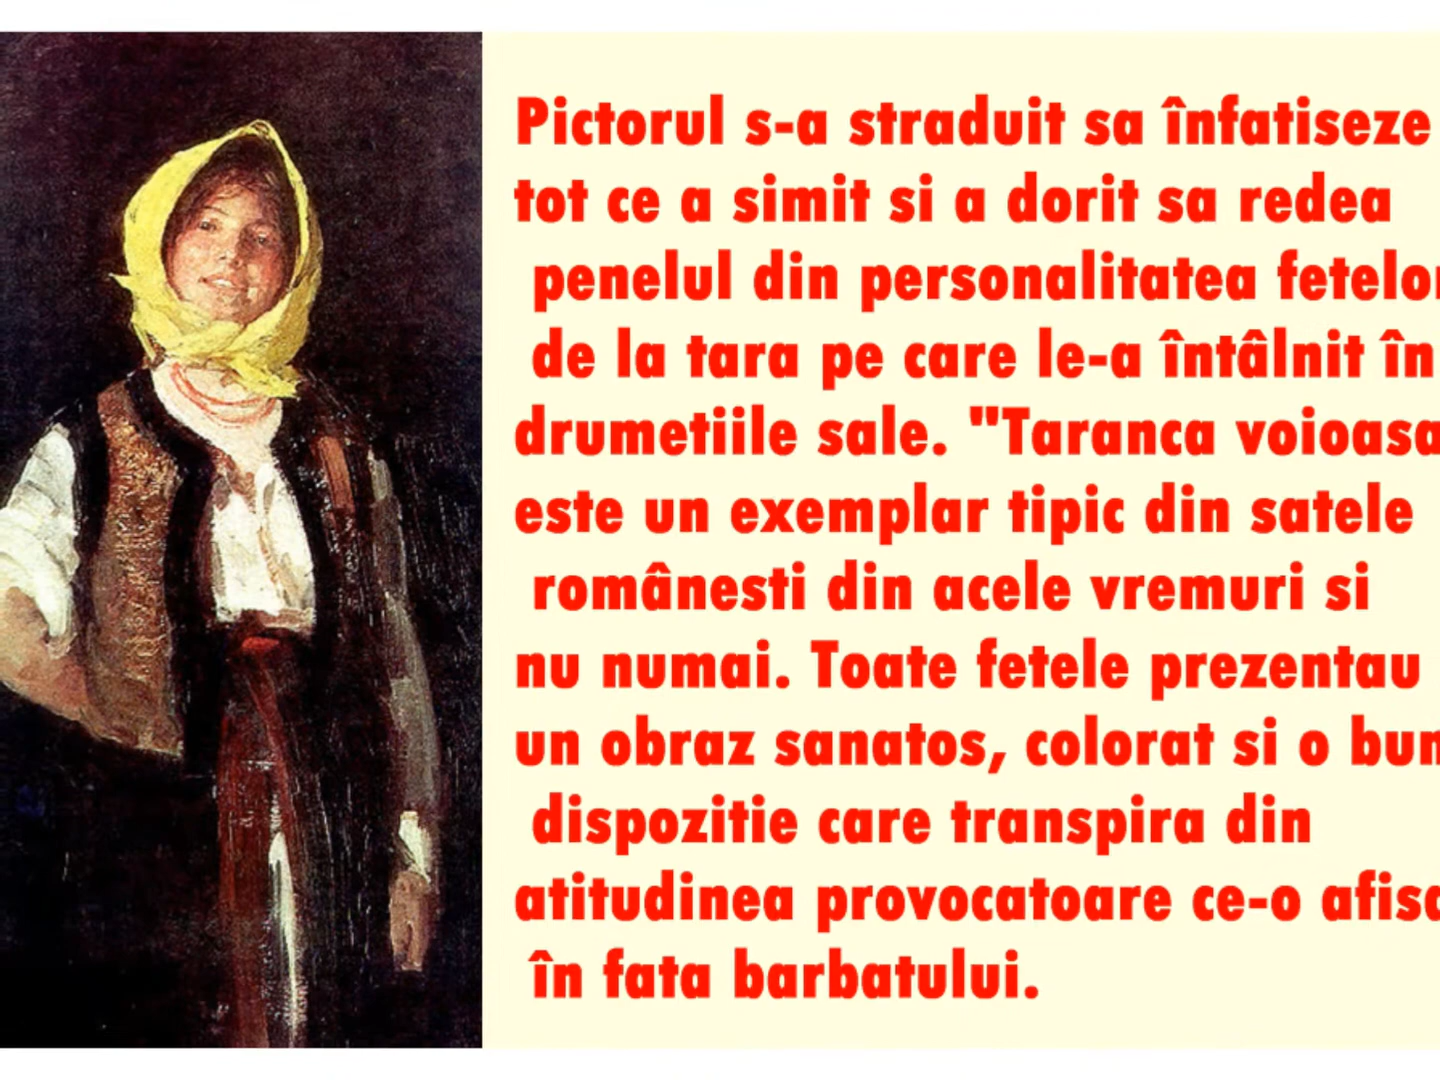 Pictorul s-a straduit sa înfatiseze
tot ce a simit si a dorit sa redea
penelul din personalitatea fetelor
de la tara pe care le-a întâlnit în
drumetiile sale. "Taranca voioasa
este un exemplar tipic din satele
românesti din acele vremuri si
nu numai. Toate fetele prezentau
un obraz sanatos, colorat si o
dispozitie care transpira din
atitudinea provocatoare ce-o
în fata barbatului.